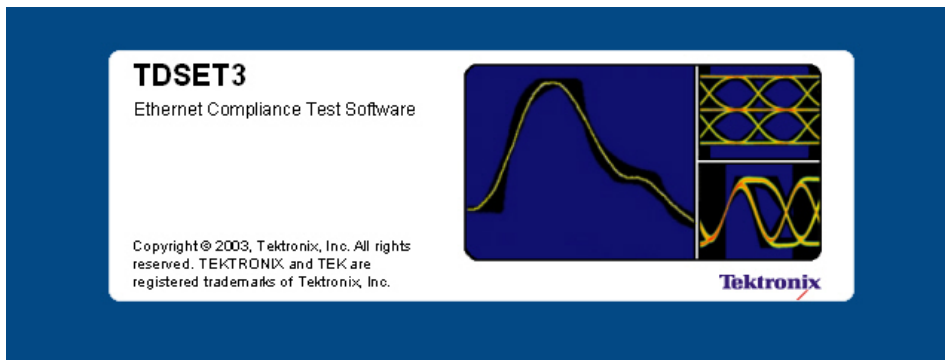 TDSET3
Ethernet Compliance Test Software
Copyright © 2003, Tektronix, Inc. All rights
reserved. TEKTRONIX and TEK are
registered trademarks of Tektronix, Inc.
Tektronix